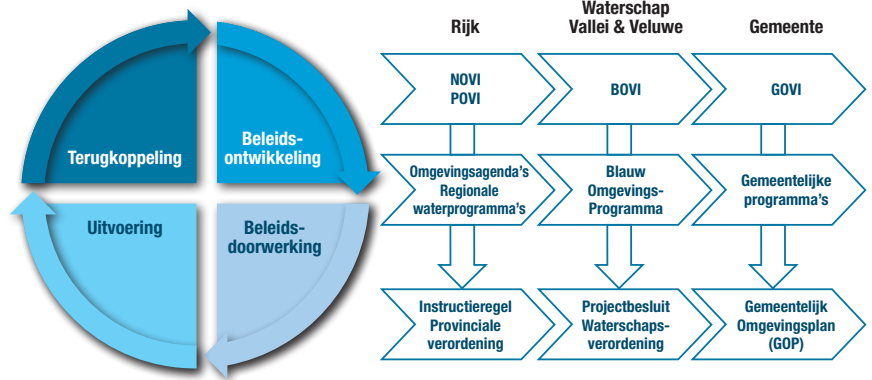 Terugkoppeling
Beleids-
ontwikkeling
Uitvoering
Beleids-
doorwerking
Rijk
Waterschap
Vallei & Veluwe
Gemeente
NOVI
POVI
BOVI
GOVI
Omgevingsagenda's
Regionale
waterprogramma's
Blauw
Omgevings-
Programma
Gemeentelijke
programma's
Instructieregel
Provinciale
verordening
Projectbesluit
Waterschaps-
verordening
Gemeentelijk
Omgevingsplan
(GOP)